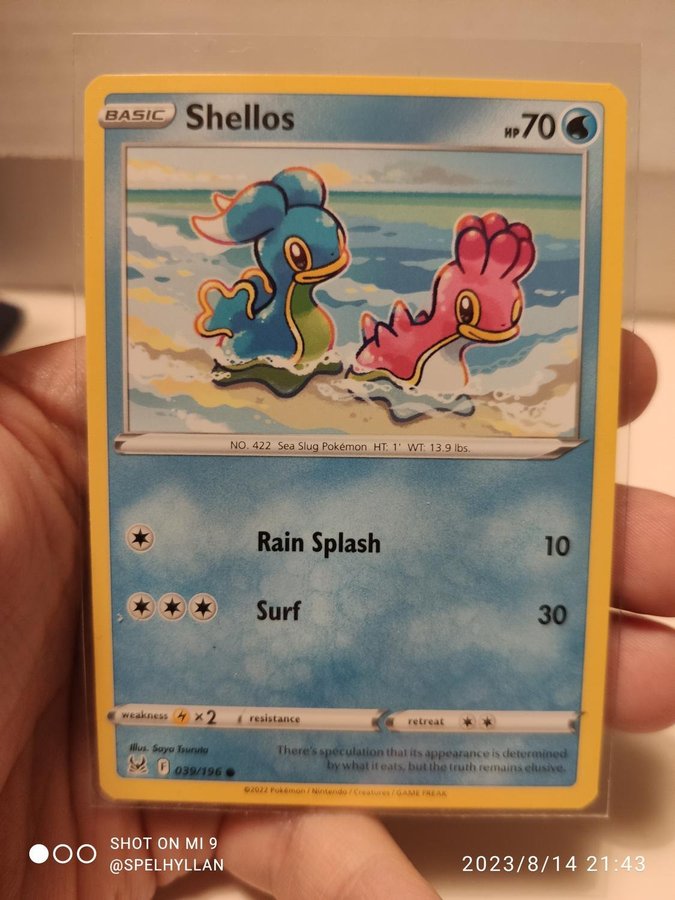 BASIC Shellos HP 70
NO. 422 Sea Slug Pokémon HT: 1' WT: 13.9 lbs.
Rain Splash 10
Surf 30
weakness ×2 resistance retreat
Illus. Saya Tsuruta
There's speculation that its appearance is determined
by what it eats, but the truth remains elusive.
F 039/196
©2022 Pokémon / Nintendo / Creatures / GAME FREAK
SHOT ON MI 9
@SPELHYLLAN
2023/8/14 21:43